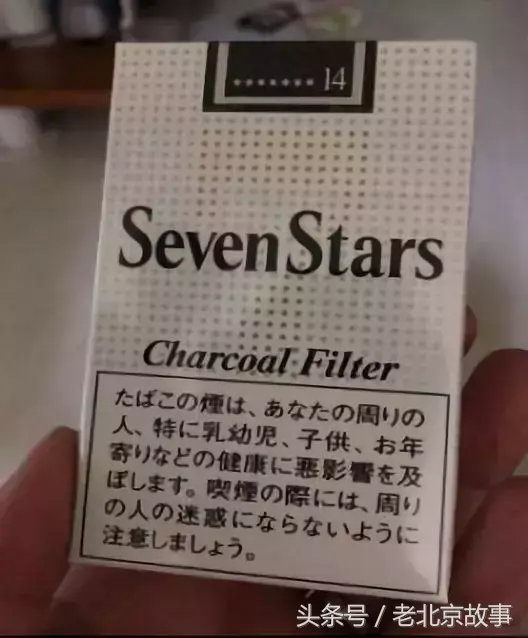 14
Seven Stars
Charcoal Filter
たばこの煙は、あなたの周りの
人、特に乳幼児、子供、お年
寄りなどの健康に悪影響を及
ぼします。喫煙の際には、周り
の人の迷惑にならないように
注意しましょう。
头条号 / 老北京故事